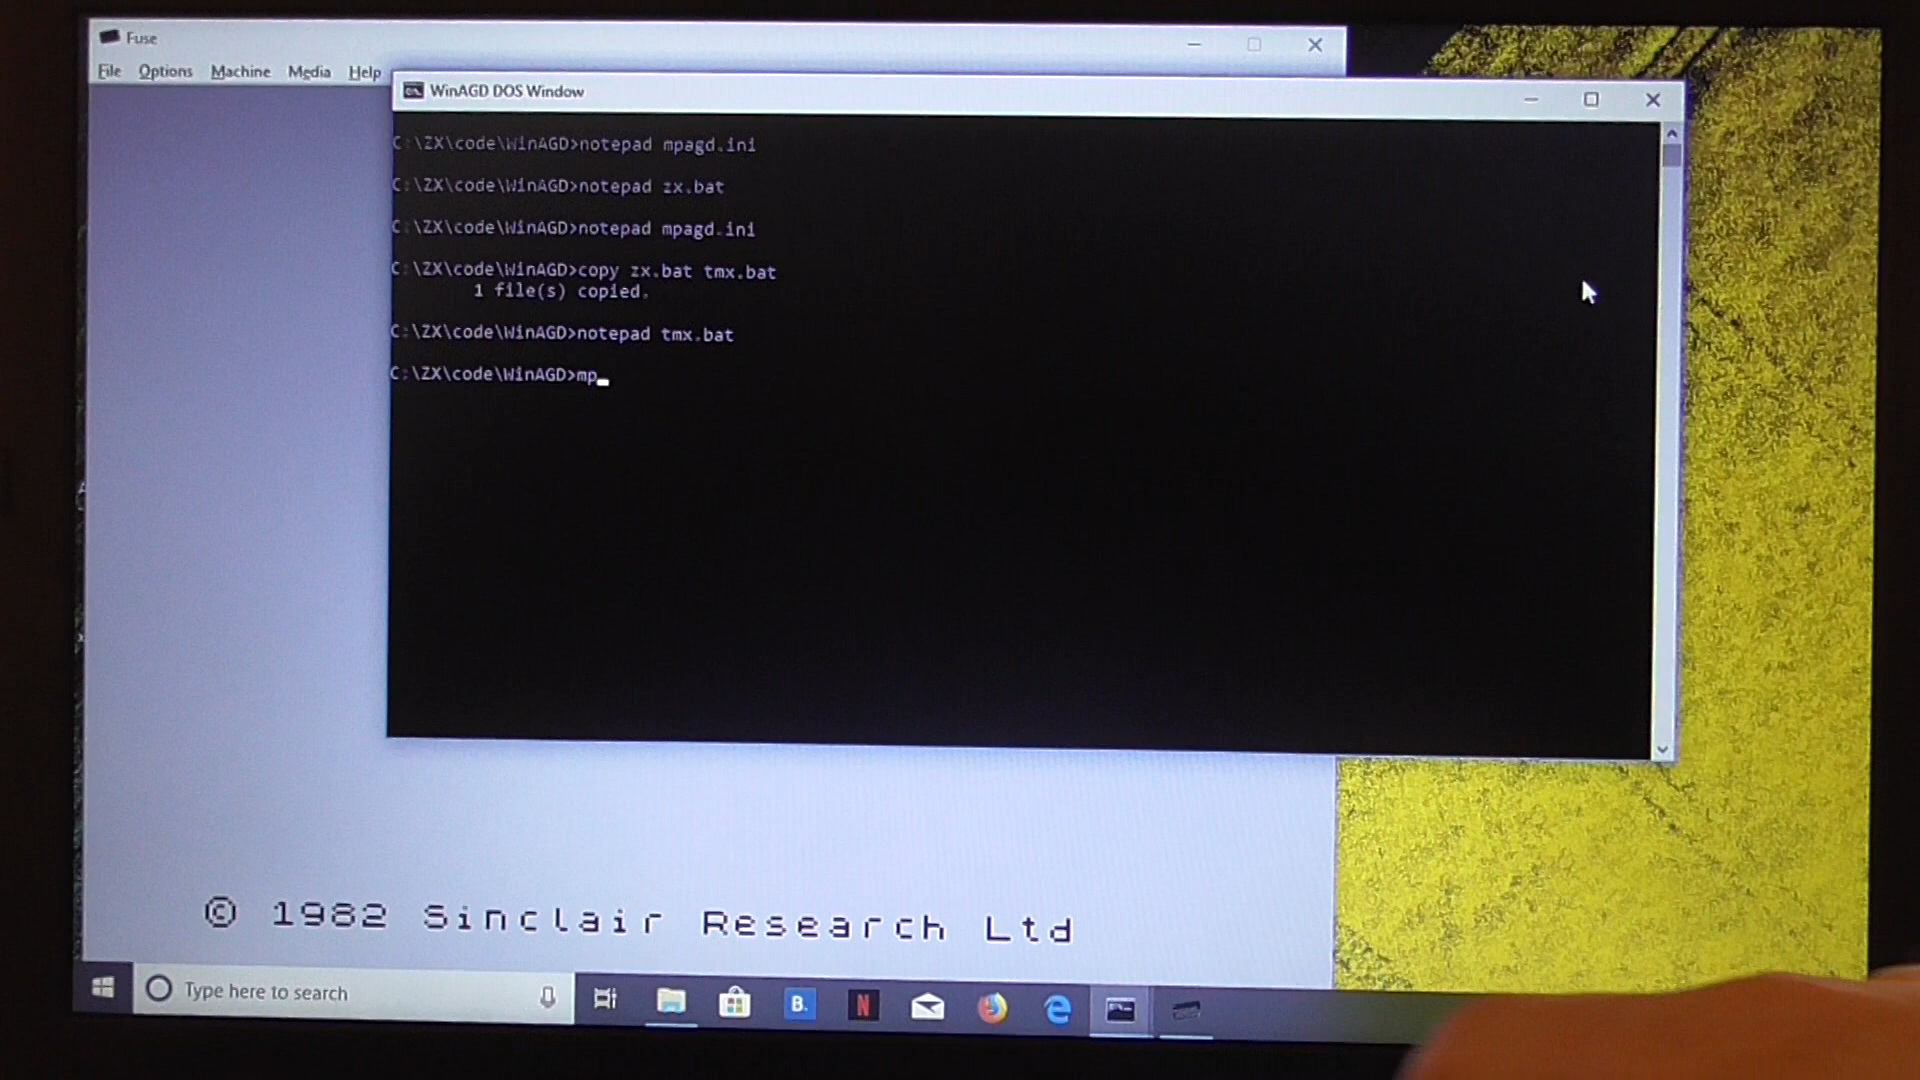 Fuse
File Options Machine Media Help
WinAGD DOS Window
C:\ZX\code\WinAGD>notepad mpagd.ini
C:\ZX\code\WinAGD>notepad zx.bat
C:\ZX\code\WinAGD>notepad mpagd.ini
C:\ZX\code\WinAGD>copy zx.bat tmx.bat
1 file(s) copied.
C:\ZX\code\WinAGD>notepad tmx.bat
C:\ZX\code\WinAGD>mp_
© 1982 Sinclair Research Ltd
Type here to search
B.
N